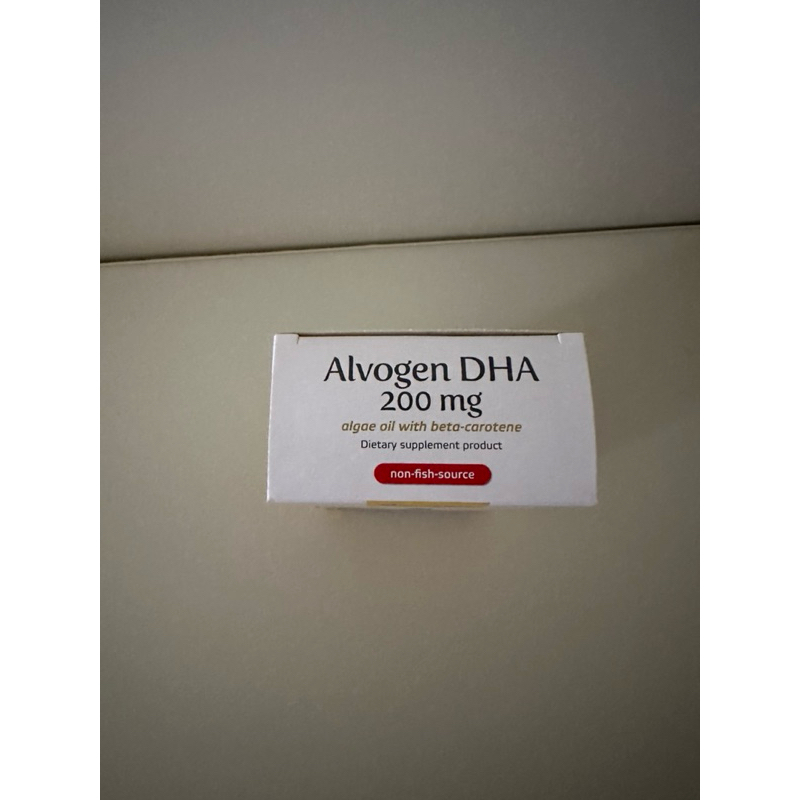 Alvogen DHA
200 mg
algae oil with beta-carotene
Dietary supplement product
non-fish-source